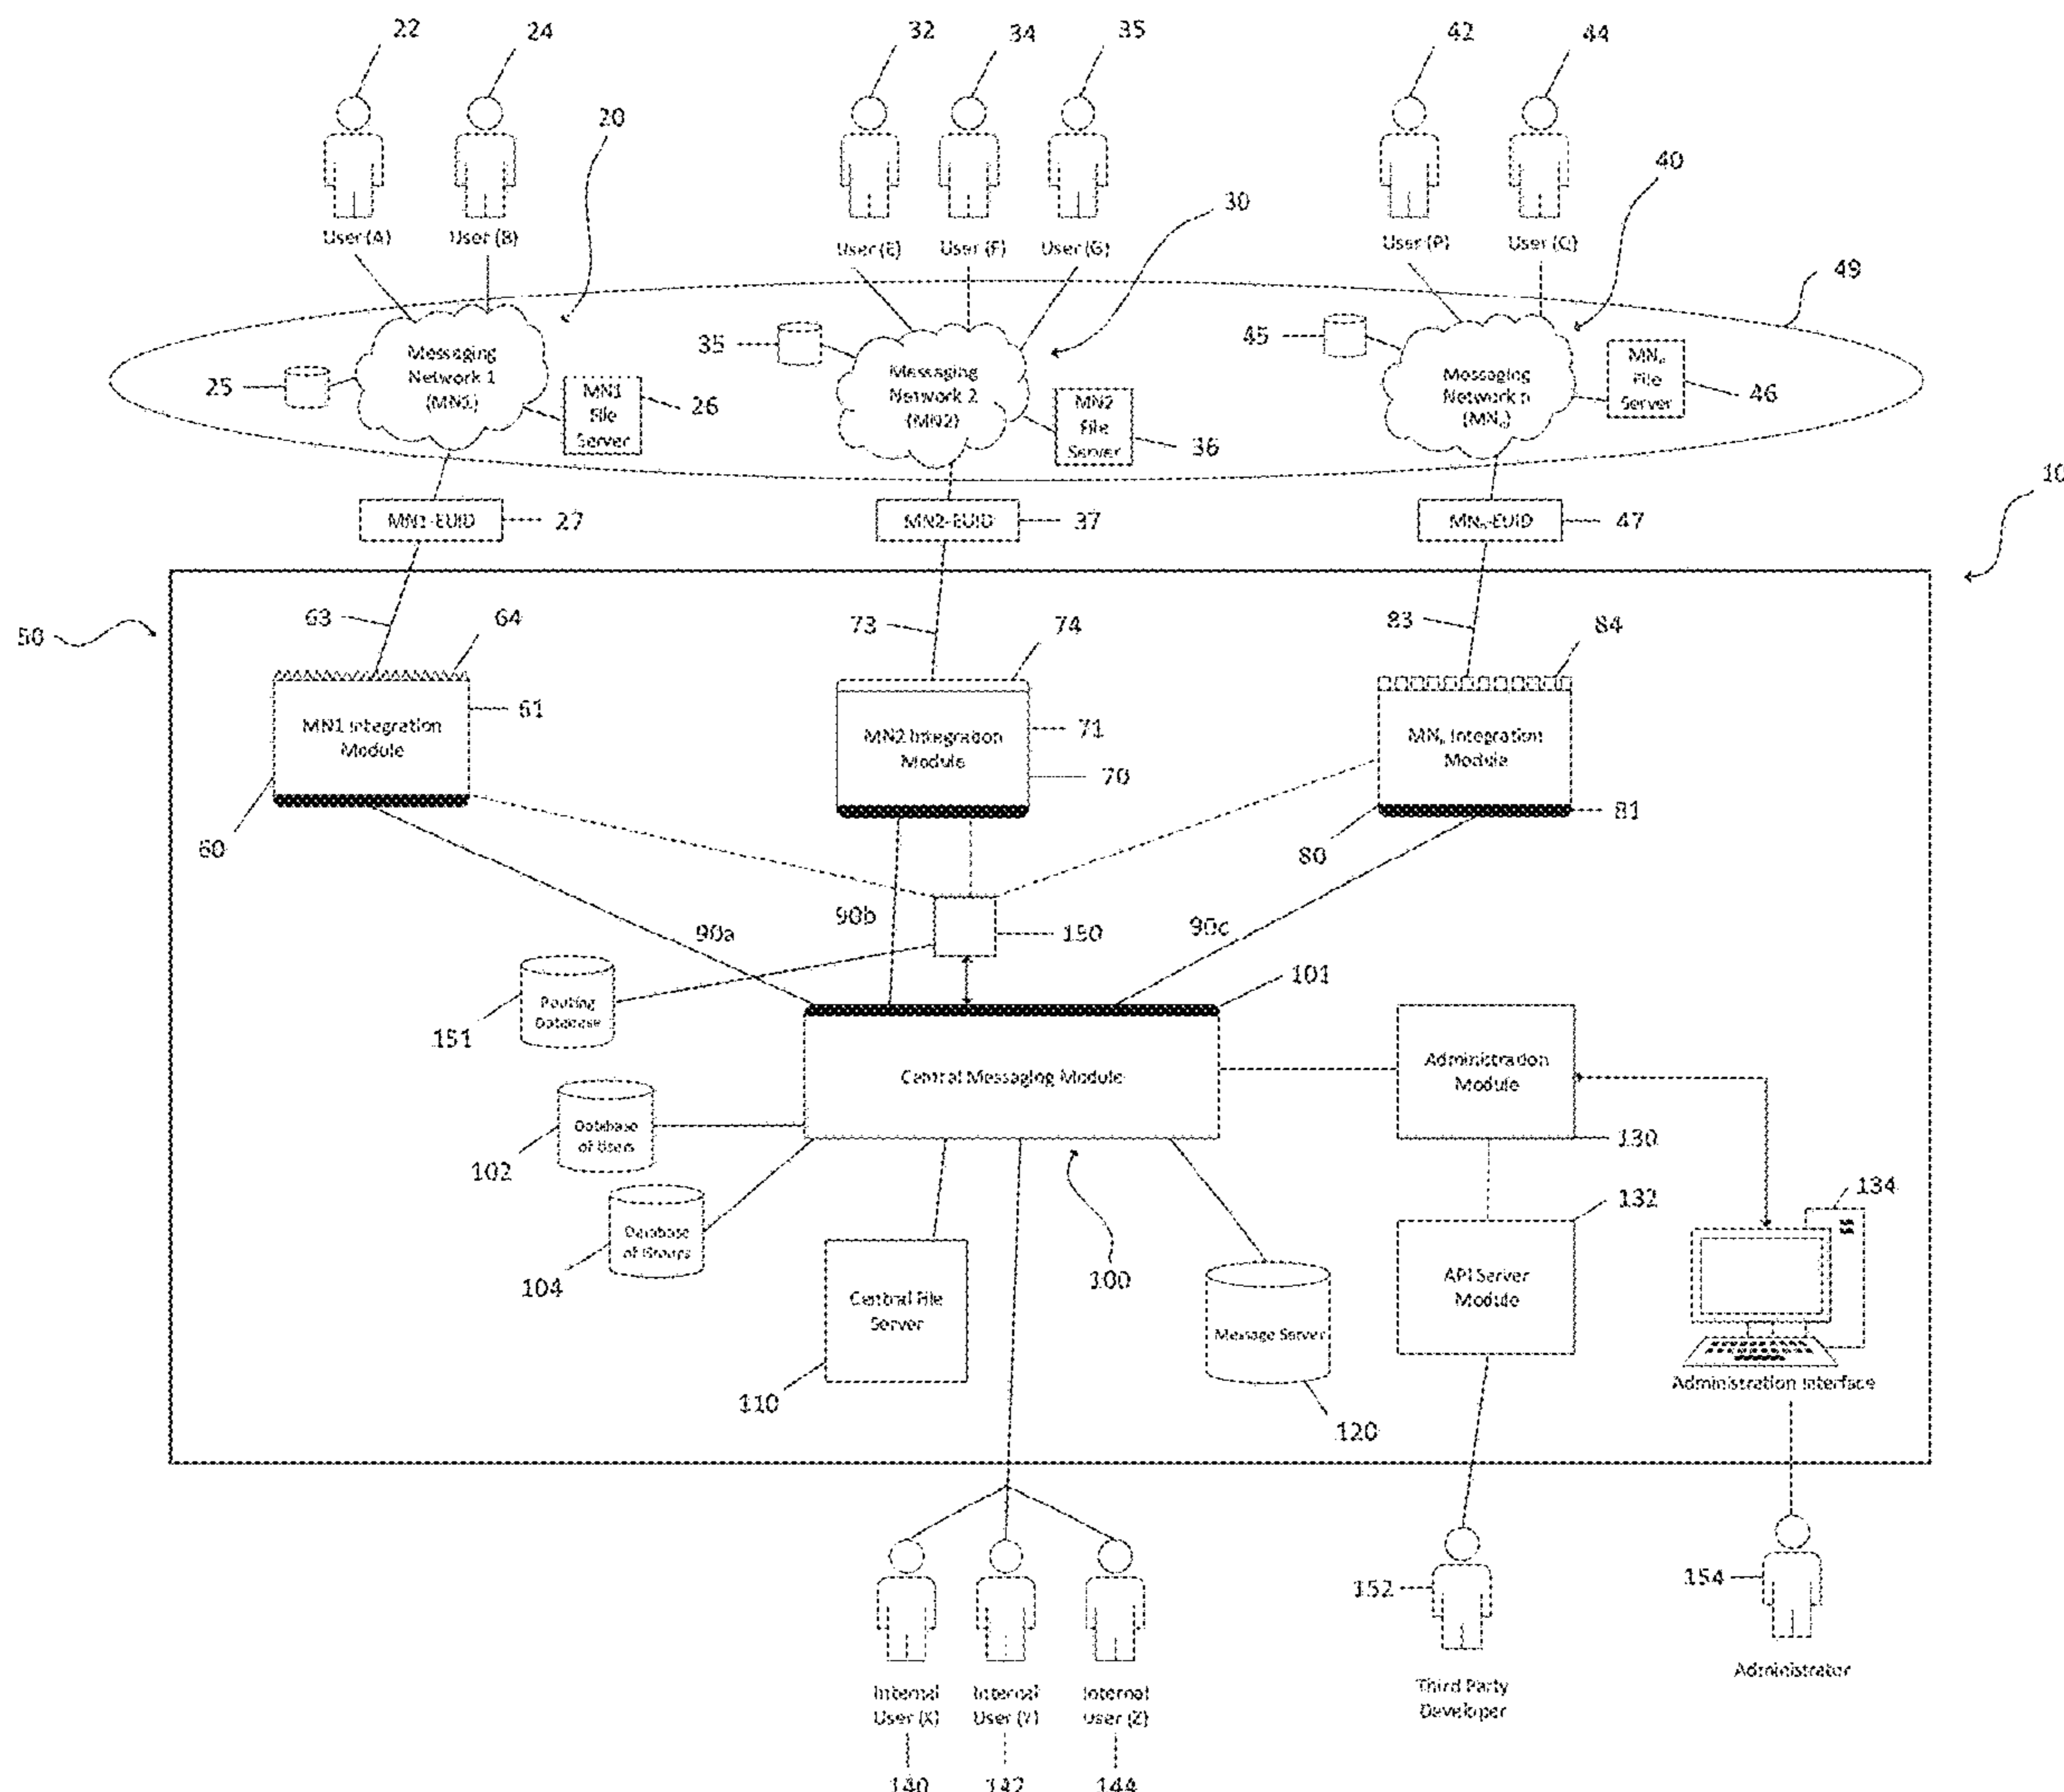 22
24
32
34
35
42
44
20
30
40
49
User (A)
User (B)
User (E)
User (F)
User (G)
User (P)
User (Q)
25
Messaging
Network 1
(MN1)
MN1
File
Server
26
35
Messaging
Network 2
(MN2)
MN2
File
Server
36
45
Messaging
Network n
(MNn)
MNn
File
Server
46
MN1-EUID
27
MN2-EUID
37
MNn-EUID
47
10
50
63
64
73
74
83
84
MN1 Integration
Module
61
60
MN2 Integration
Module
71
70
MNn Integration
Module
80
81
90a
90b
90c
150
101
Routing
Database
151
Central Messaging Module
Administration
Module
130
Database
of Users
102
Database
of Groups
104
100
132
134
Central File
Server
110
Message Server
120
API Server
Module
Administration Interface
152
154
Internal
User (X)
Internal
User (Y)
Internal
User (Z)
Third Party
Developer
Administrator
140
142
144